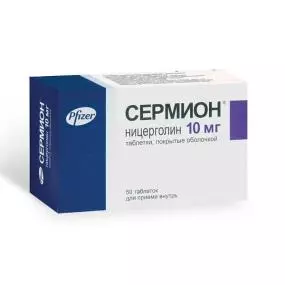 Pfizer
СЕРМИОН®
ницерголин 10 мг
таблетки, покрытые оболочкой
50 таблеток
для приема внутрь